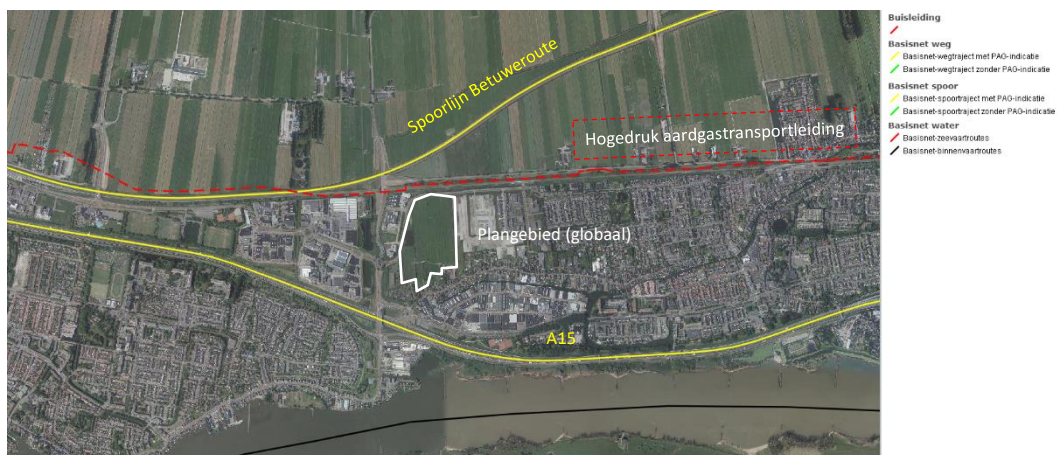 Spoorlijn Betuweroute
Hogedruk aardgastransportleiding
Plangebied (globaal)
A15
Buisleiding
Basisnet weg
Basisnet-wegtraject met PAG-indicatie
Basisnet-wegtraject zonder PAG-indicatie
Basisnet spoor
Basisnet-spoortraject met PAG-indicatie
Basisnet-spoortraject zonder PAG-indicatie
Basisnet water
Basisnet-zeevaartroutes
Basisnet-binnenvaartroutes